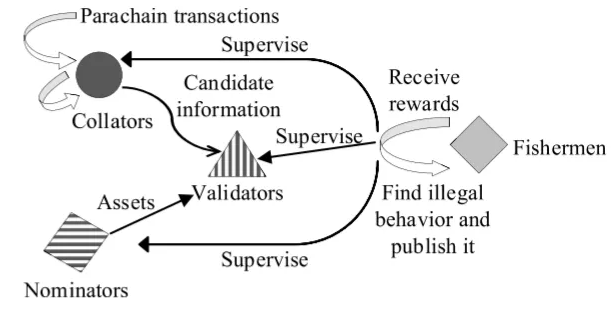 Parachain transactions
Supervise
Candidate
information
Receive
rewards
Collators
Supervise
Fishermen
Validators
Assets
Find illegal
behavior and
publish it
Supervise
Nominators